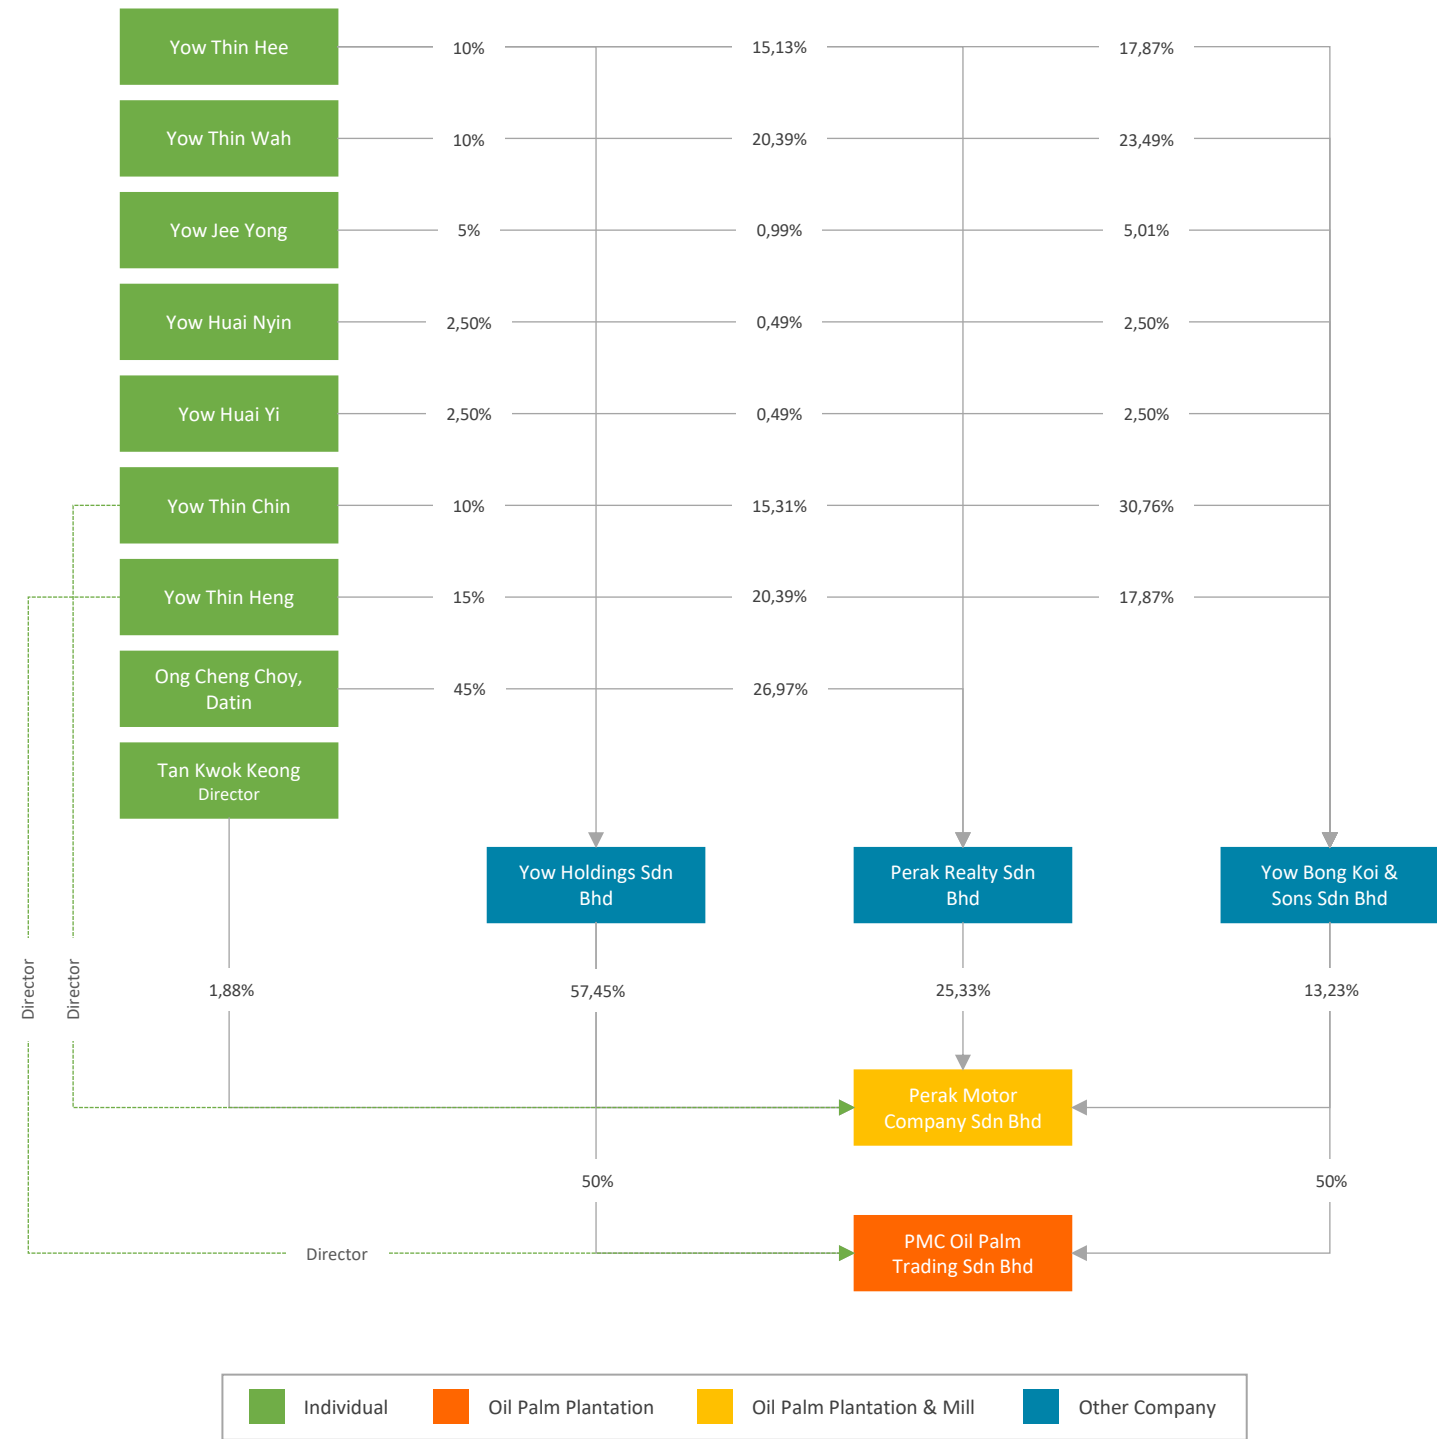 Yow Thin Hee
10%
15,13%
17,87%
Yow Thin Wah
10%
20,39%
23,49%
Yow Jee Yong
5%
0,99%
5,01%
Yow Huai Nyin
2,50%
0,49%
2,50%
Yow Huai Yi
2,50%
0,49%
2,50%
Yow Thin Chin
10%
15,31%
30,76%
Yow Thin Heng
15%
20,39%
17,87%
Ong Cheng Choy,
Datin
45%
26,97%
Tan Kwok Keong
Director
Yow Holdings Sdn
Bhd
Perak Realty Sdn
Bhd
Yow Bong Koi &
Sons Sdn Bhd
Director
Director
1,88%
57,45%
25,33%
13,23%
Perak Motor
Company Sdn Bhd
50%
50%
Director
PMC Oil Palm
Trading Sdn Bhd
Individual
Oil Palm Plantation
Oil Palm Plantation & Mill
Other Company